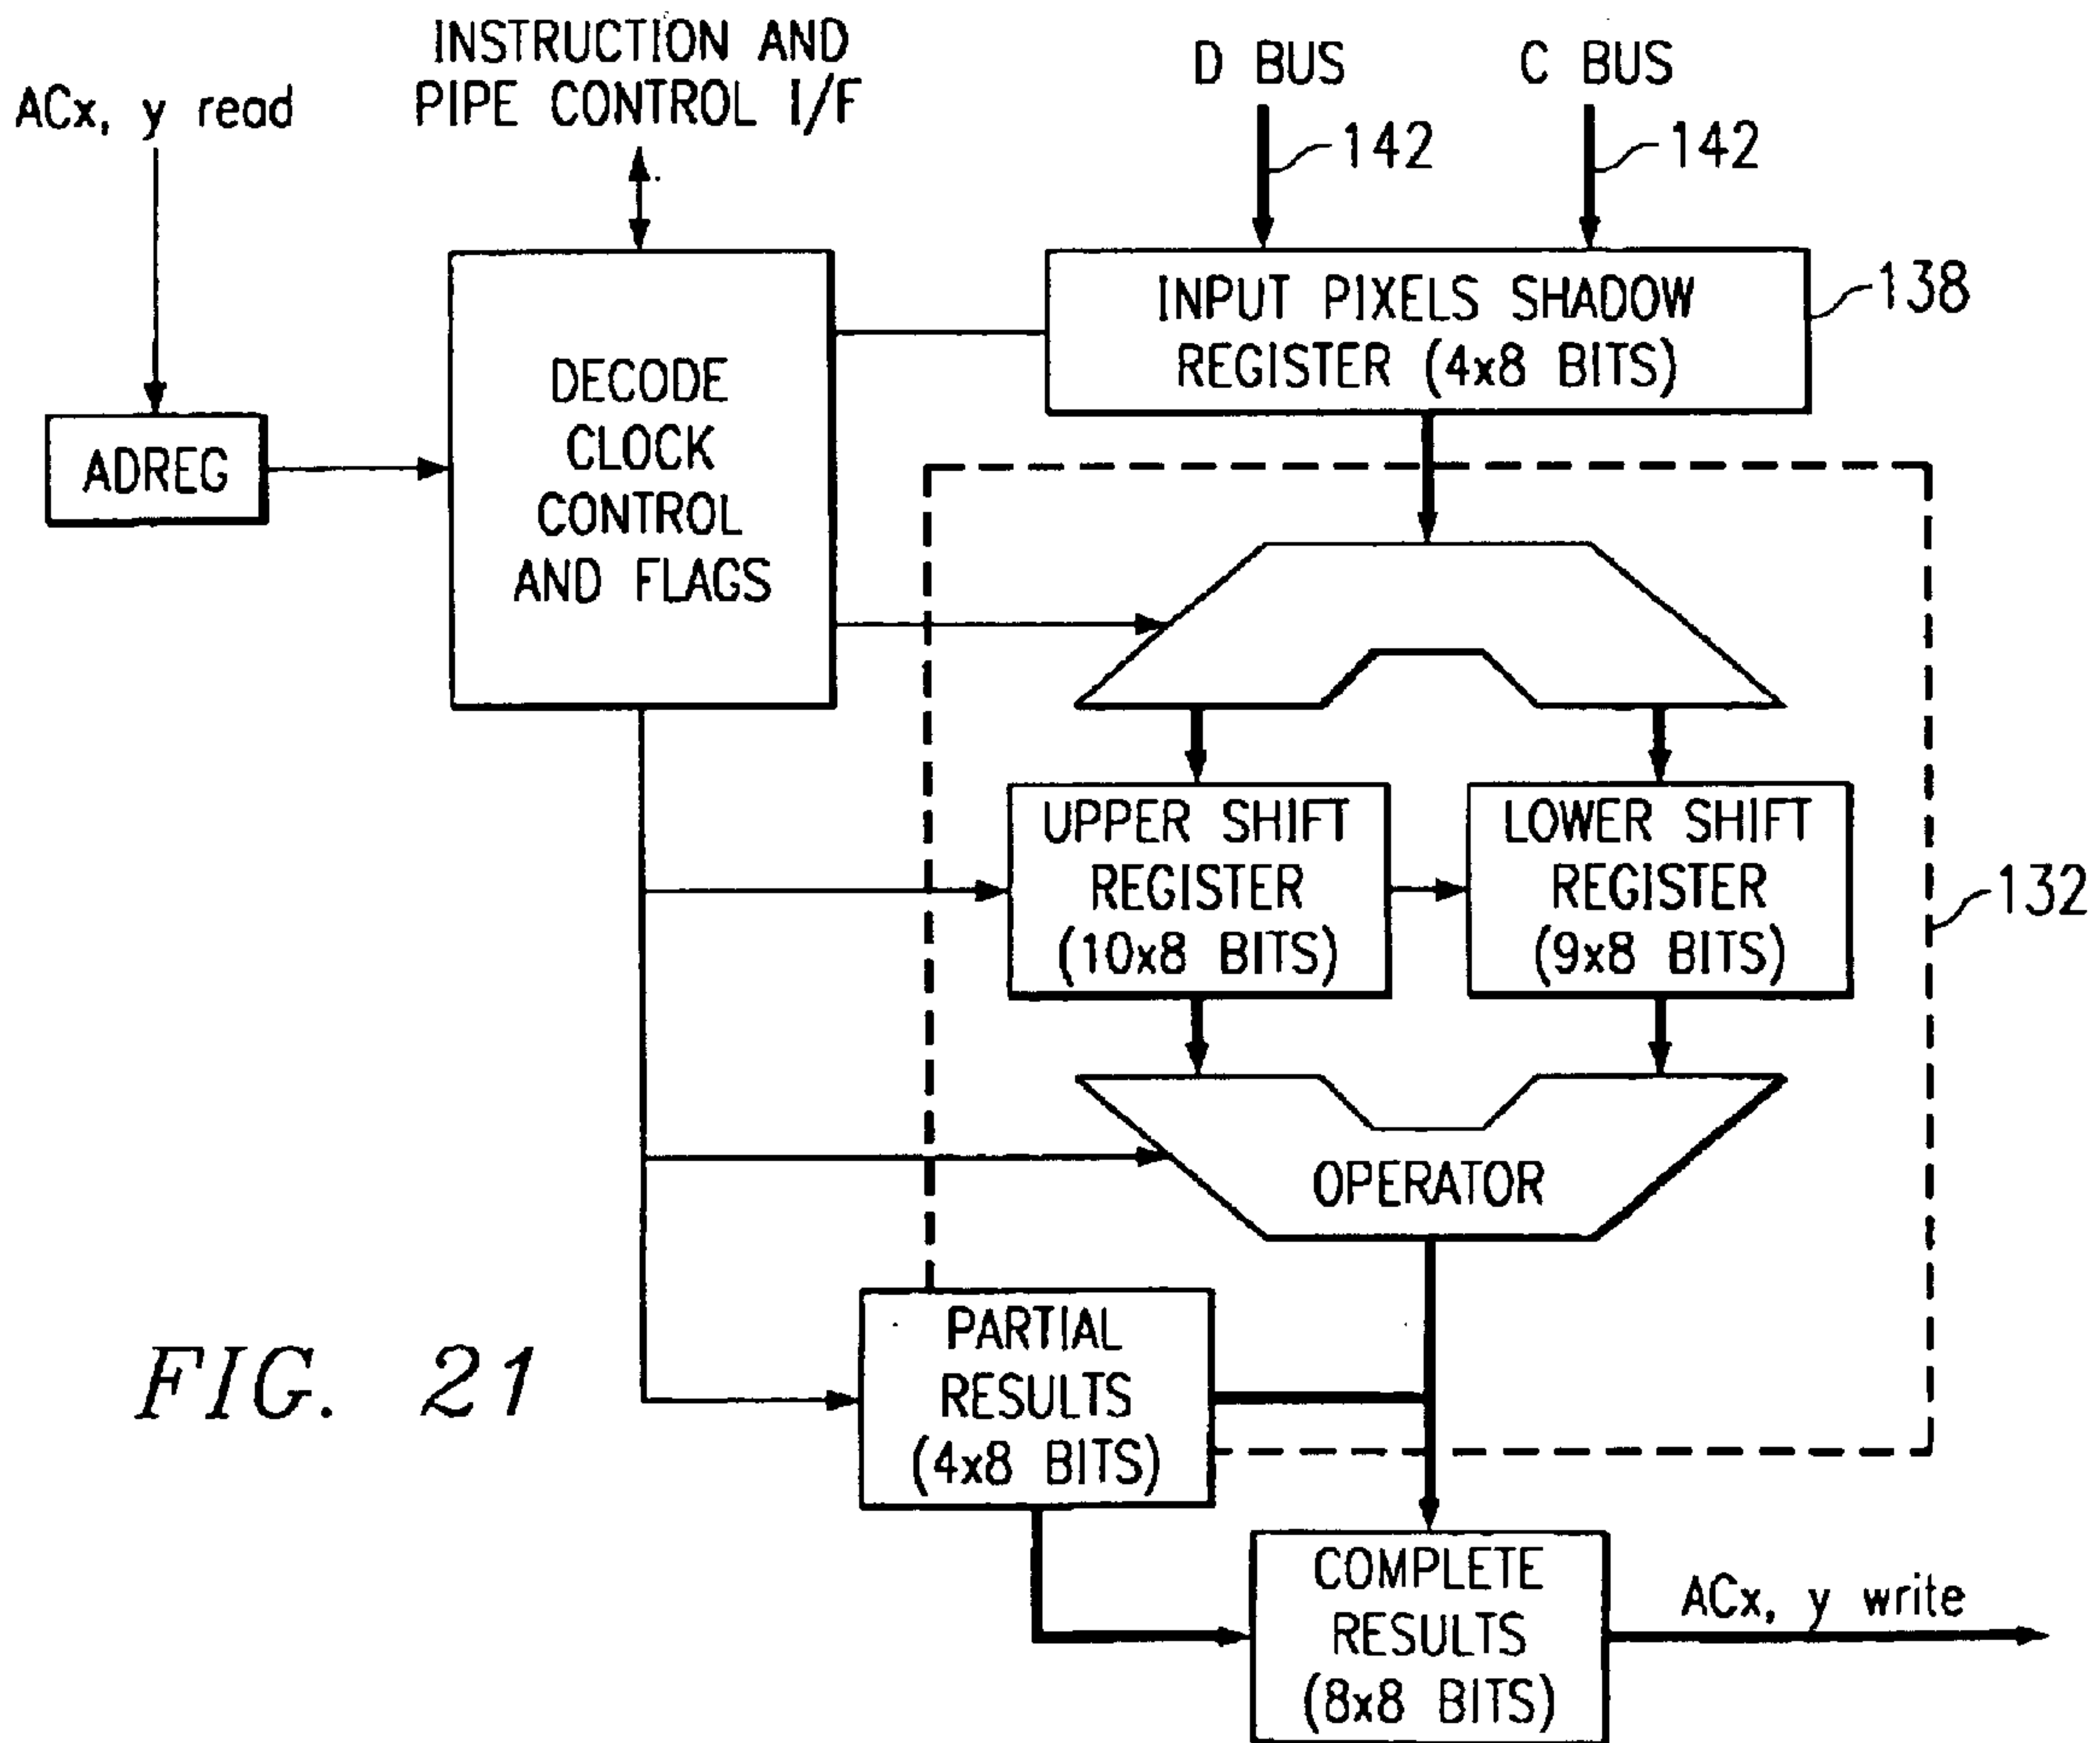 INSTRUCTION AND
PIPE CONTROL I/F
ACx, y read
D BUS
C BUS
142
142
INPUT PIXELS SHADOW
REGISTER (4x8 BITS)
138
DECODE
CLOCK
CONTROL
AND FLAGS
ADREG
UPPER SHIFT
REGISTER
(10x8 BITS)
LOWER SHIFT
REGISTER
(9x8 BITS)
132
OPERATOR
PARTIAL
RESULTS
(4x8 BITS)
FIG. 21
COMPLETE
RESULTS
(8x8 BITS)
ACx, y write